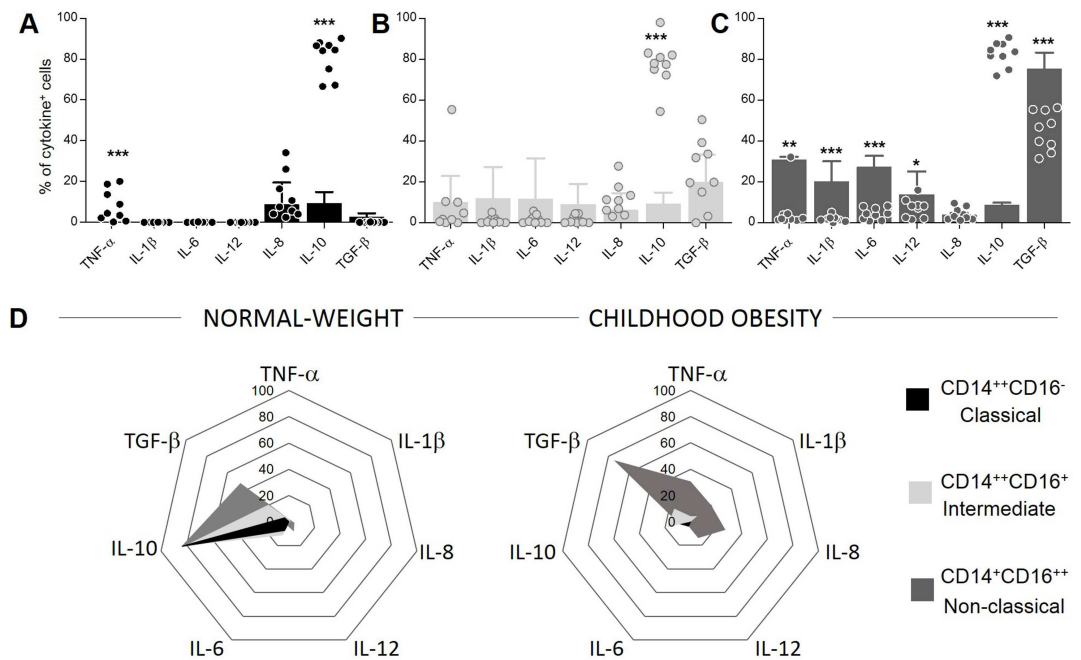 A
B
C
% of cytokine⁺ cells
100
80
60
40
20
0
***
***
TNF-α
IL-1β
IL-6
IL-12
IL-8
IL-10
TGF-β
100
80
60
40
20
0
***
TNF-α
IL-1β
IL-6
IL-12
IL-8
IL-10
TGF-β
100
80
60
40
20
0
**
***
***
*
***
***
TNF-α
IL-1β
IL-6
IL-12
IL-8
IL-10
TGF-β
D
NORMAL-WEIGHT
CHILDHOOD OBESITY
TNF-α
IL-1β
IL-8
IL-12
IL-6
IL-10
TGF-β
100
80
60
40
20
0
TNF-α
IL-1β
IL-8
IL-12
IL-6
IL-10
TGF-β
100
80
60
40
20
0
CD14⁺⁺CD16⁻
Classical
CD14⁺⁺CD16⁺
Intermediate
CD14⁺CD16⁺⁺
Non-classical